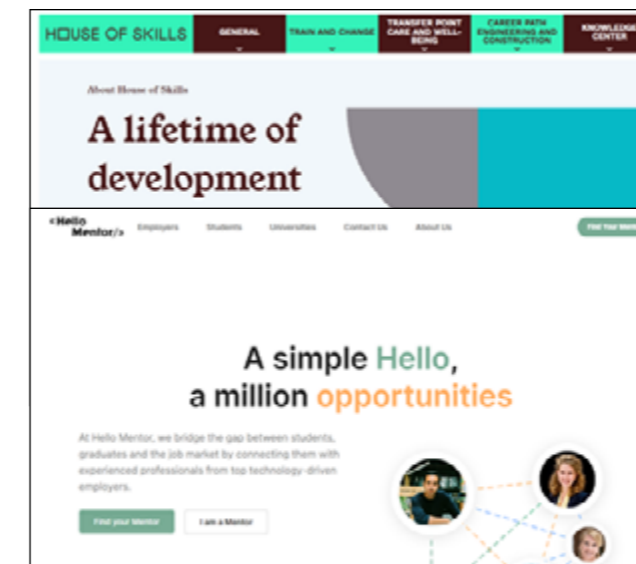 HOUSE OF SKILLS
GENERAL
TRAIN AND CHANGE
TRANSFER POINT
CARE AND WELL-
BEING
CAREER PATH
ENGINEERING AND
CONSTRUCTION
KNOWLEDGE
CENTER
About House of Skills
A lifetime of
development
<Hello
Mentor/>
Employers
Students
Universities
Contact Us
About Us
Find Your Mentor
A simple Hello,
a million opportunities
At Hello Mentor, we bridge the gap between students,
graduates and the job market by connecting them with
experienced professionals from top technology-driven
employers.
Find your Mentor
I am a Mentor